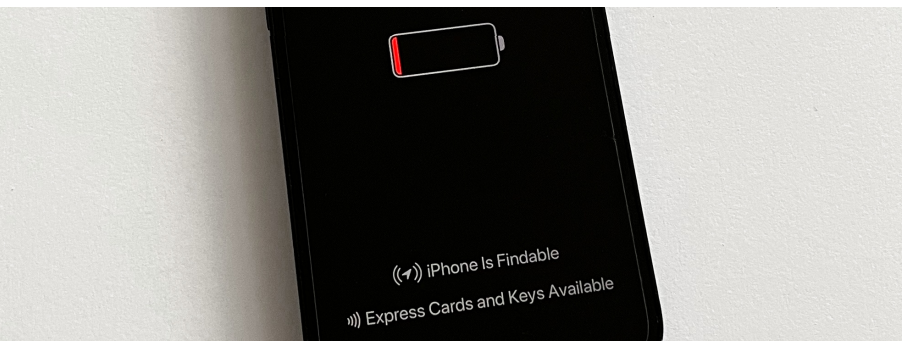 iPhone Is Findable
Express Cards and Keys Available